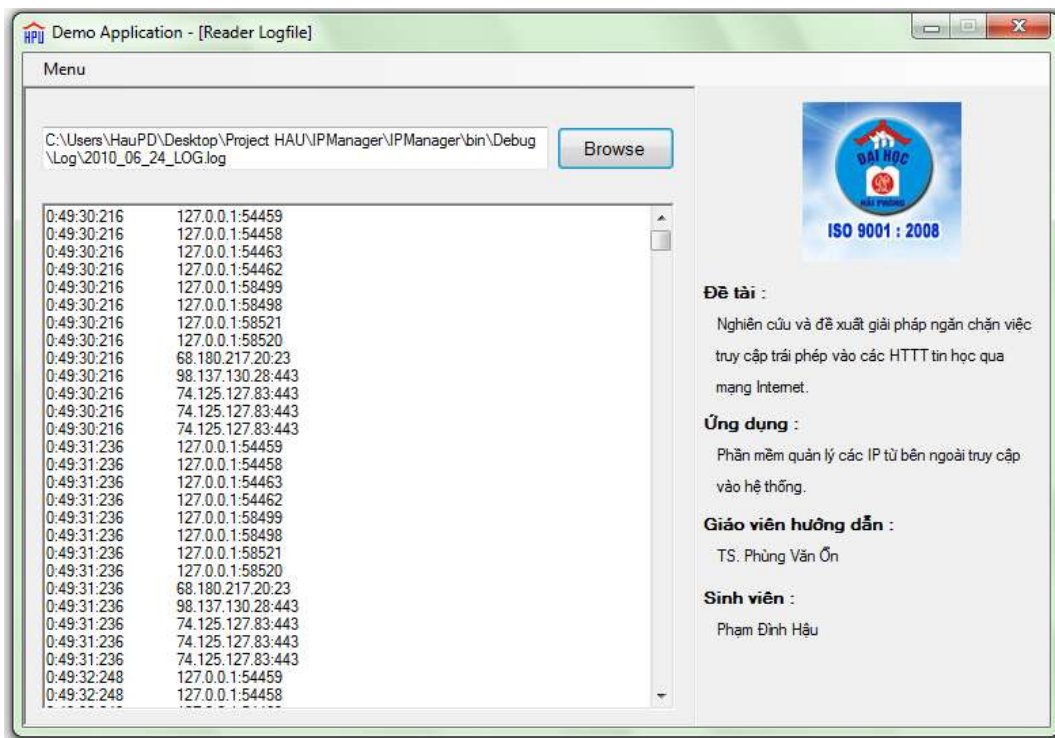 HPU Demo Application - [Reader Logfile]
Menu
C:\Users\HauPD\Desktop\Project HAU\IPManager\IPManager\bin\Debug
\Log\2010_06_24_LOG.log
Browse
0:49:30:216 127.0.0.1:54459
0:49:30:216 127.0.0.1:54458
0:49:30:216 127.0.0.1:54463
0:49:30:216 127.0.0.1:54462
0:49:30:216 127.0.0.1:58499
0:49:30:216 127.0.0.1:58498
0:49:30:216 127.0.0.1:58521
0:49:30:216 127.0.0.1:58520
0:49:30:216 68.180.217.20:23
0:49:30:216 98.137.130.28:443
0:49:30:216 74.125.127.83:443
0:49:30:216 74.125.127.83:443
0:49:30:216 74.125.127.83:443
0:49:31:236 127.0.0.1:54459
0:49:31:236 127.0.0.1:54458
0:49:31:236 127.0.0.1:54463
0:49:31:236 127.0.0.1:54462
0:49:31:236 127.0.0.1:58499
0:49:31:236 127.0.0.1:58498
0:49:31:236 127.0.0.1:58521
0:49:31:236 127.0.0.1:58520
0:49:31:236 68.180.217.20:23
0:49:31:236 98.137.130.28:443
0:49:31:236 74.125.127.83:443
0:49:31:236 74.125.127.83:443
0:49:31:236 74.125.127.83:443
0:49:32:248 127.0.0.1:54459
0:49:32:248 127.0.0.1:54458
ĐẠI HỌC
HẢI PHÒNG
ISO 9001 : 2008
Đề tài :
Nghiên cứu và đề xuất giải pháp ngăn chặn việc
truy cập trái phép vào các HTTT tin học qua
mạng Internet.
Ứng dụng :
Phần mềm quản lý các IP từ bên ngoài truy cập
vào hệ thống.
Giáo viên hướng dẫn :
TS. Phùng Văn Ổn
Sinh viên :
Phạm Đình Hậu